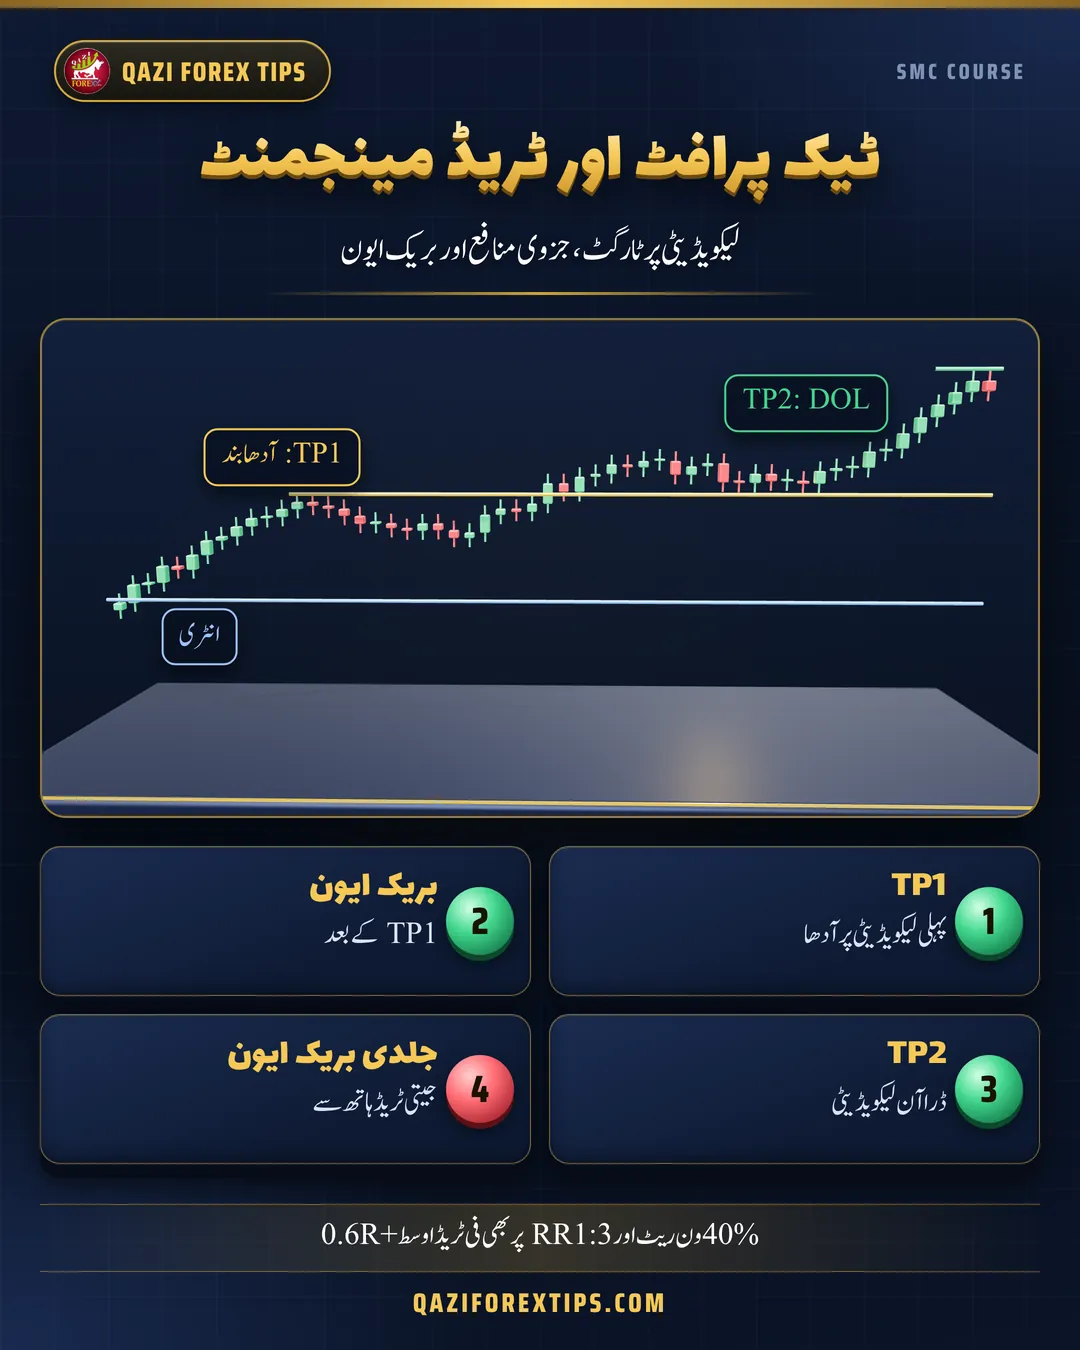 QAZI FOREX TIPS
SMC COURSE
ٹیک پرافٹ اور ٹریڈ مینجمنٹ
لیکویڈیٹی پر ٹارگٹ، جزوی منافع اور بریک ایون
TP2: DOL
TP1: آدھا بند
انٹری
1
TP1
پہلی لیکویڈیٹی پر آدھا
2
بریک ایون
TP1 کے بعد
3
TP2
ڈرا آن لیکویڈیٹی
4
جلدی بریک ایون
جیتی ٹریڈ ہاتھ سے
40% ون ریٹ اور RR1:3 پر بھی فی ٹریڈ اوسط +0.6R
QAZIFOREXTIPS.COM